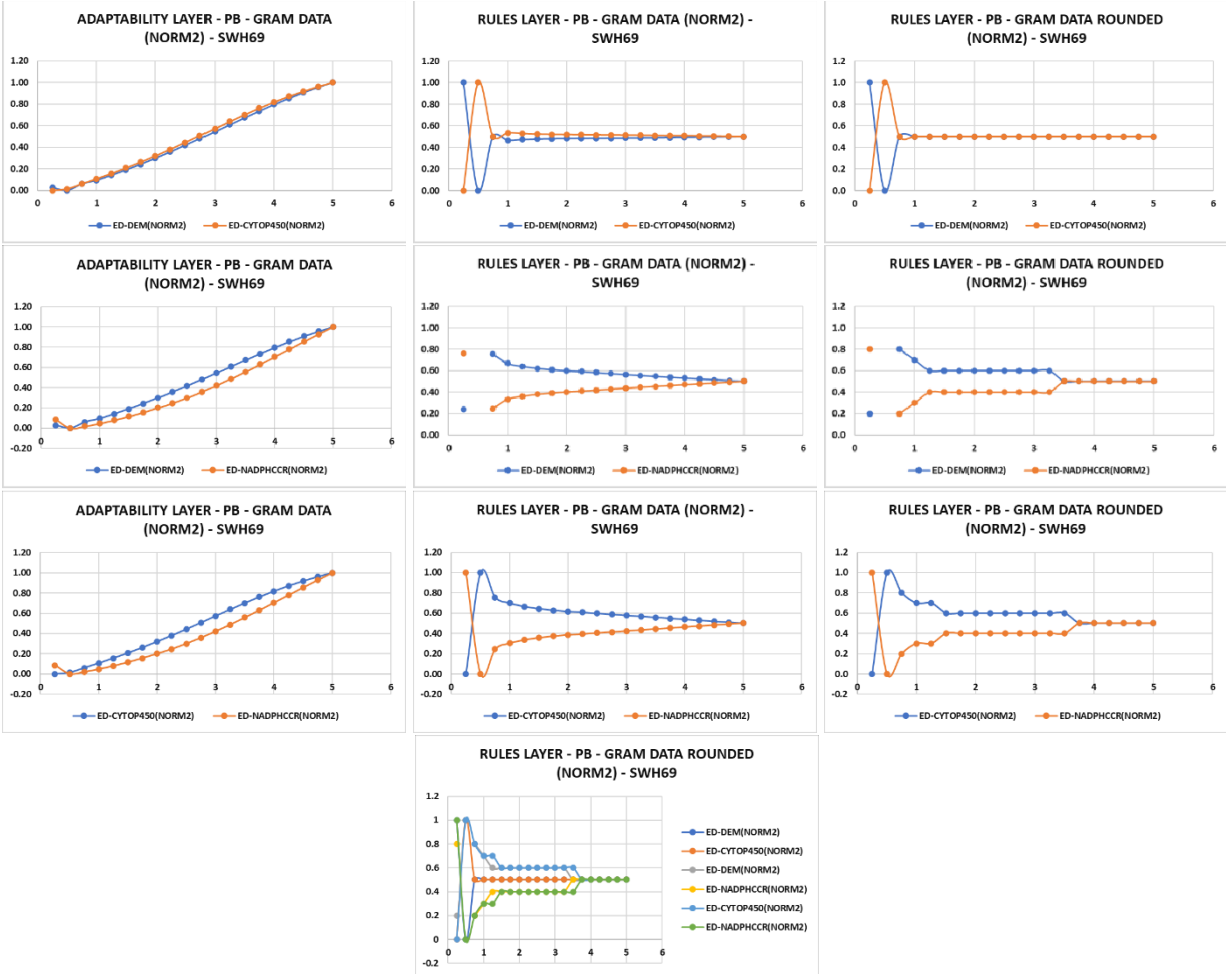 ADAPTABILITY LAYER - PB - GRAM DATA
(NORM2) - SWH69
1.20
1.00
0.80
0.60
0.40
0.20
0.00
0 1 2 3 4 5 6
ED-DEM(NORM2) ED-CYTOP450(NORM2)
RULES LAYER - PB - GRAM DATA (NORM2) -
SWH69
1.20
1.00
0.80
0.60
0.40
0.20
0.00
0 1 2 3 4 5 6
ED-DEM(NORM2) ED-CYTOP450(NORM2)
RULES LAYER - PB - GRAM DATA ROUNDED
(NORM2) - SWH69
1.2
1.0
0.8
0.6
0.4
0.2
0.0
0 1 2 3 4 5 6
ED-DEM(NORM2) ED-CYTOP450(NORM2)
ADAPTABILITY LAYER - PB - GRAM DATA
(NORM2) - SWH69
1.20
1.00
0.80
0.60
0.40
0.20
0.00
-0.20
0 1 2 3 4 5 6
ED-DEM(NORM2) ED-NADPHCCR(NORM2)
RULES LAYER - PB - GRAM DATA (NORM2) -
SWH69
1.20
1.00
0.80
0.60
0.40
0.20
0.00
0 1 2 3 4 5 6
ED-DEM(NORM2) ED-NADPHCCR(NORM2)
RULES LAYER - PB - GRAM DATA ROUNDED
(NORM2) - SWH69
1.2
1.0
0.8
0.6
0.4
0.2
0.0
0 1 2 3 4 5 6
ED-DEM(NORM2) ED-NADPHCCR(NORM2)
ADAPTABILITY LAYER - PB - GRAM DATA
(NORM2) - SWH69
1.20
1.00
0.80
0.60
0.40
0.20
0.00
-0.20
0 1 2 3 4 5 6
ED-CYTOP450(NORM2) ED-NADPHCCR(NORM2)
RULES LAYER - PB - GRAM DATA (NORM2) -
SWH69
1.20
1.00
0.80
0.60
0.40
0.20
0.00
-0.20
0 1 2 3 4 5 6
ED-CYTOP450(NORM2) ED-NADPHCCR(NORM2)
RULES LAYER - PB - GRAM DATA ROUNDED
(NORM2) - SWH69
1.2
1.0
0.8
0.6
0.4
0.2
0.0
-0.2
0 1 2 3 4 5 6
ED-CYTOP450(NORM2) ED-NADPHCCR(NORM2)
RULES LAYER - PB - GRAM DATA ROUNDED
(NORM2) - SWH69
1.2
1
0.8
0.6
0.4
0.2
0
-0.2
0 1 2 3 4 5 6
ED-DEM(NORM2)
ED-CYTOP450(NORM2)
ED-DEM(NORM2)
ED-NADPHCCR(NORM2)
ED-CYTOP450(NORM2)
ED-NADPHCCR(NORM2)